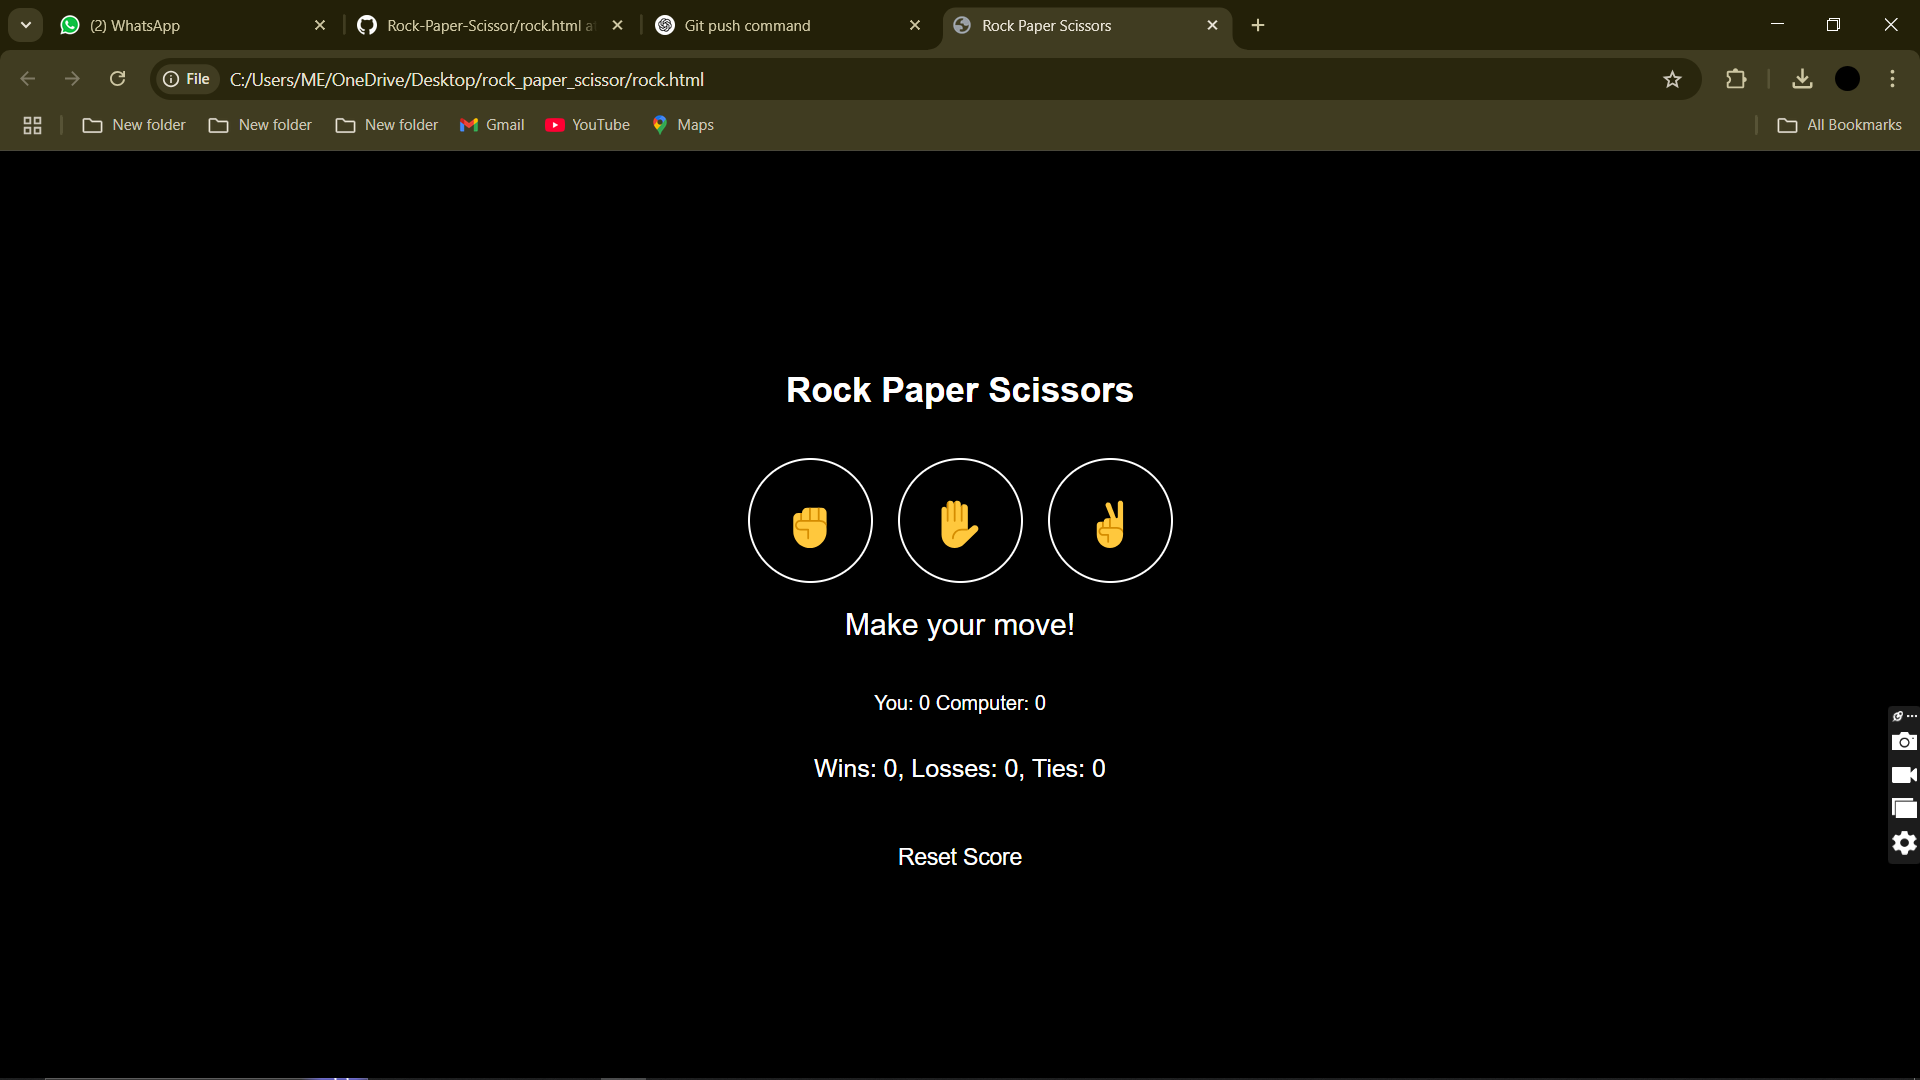 (2) WhatsApp
Rock-Paper-Scissor/rock.html a
Git push command
Rock Paper Scissors
File
C:/Users/ME/OneDrive/Desktop/rock_paper_scissor/rock.html
New folder
New folder
New folder
Gmail
YouTube
Maps
All Bookmarks
Rock Paper Scissors
Make your move!
You: 0 Computer: 0
Wins: 0, Losses: 0, Ties: 0
Reset Score